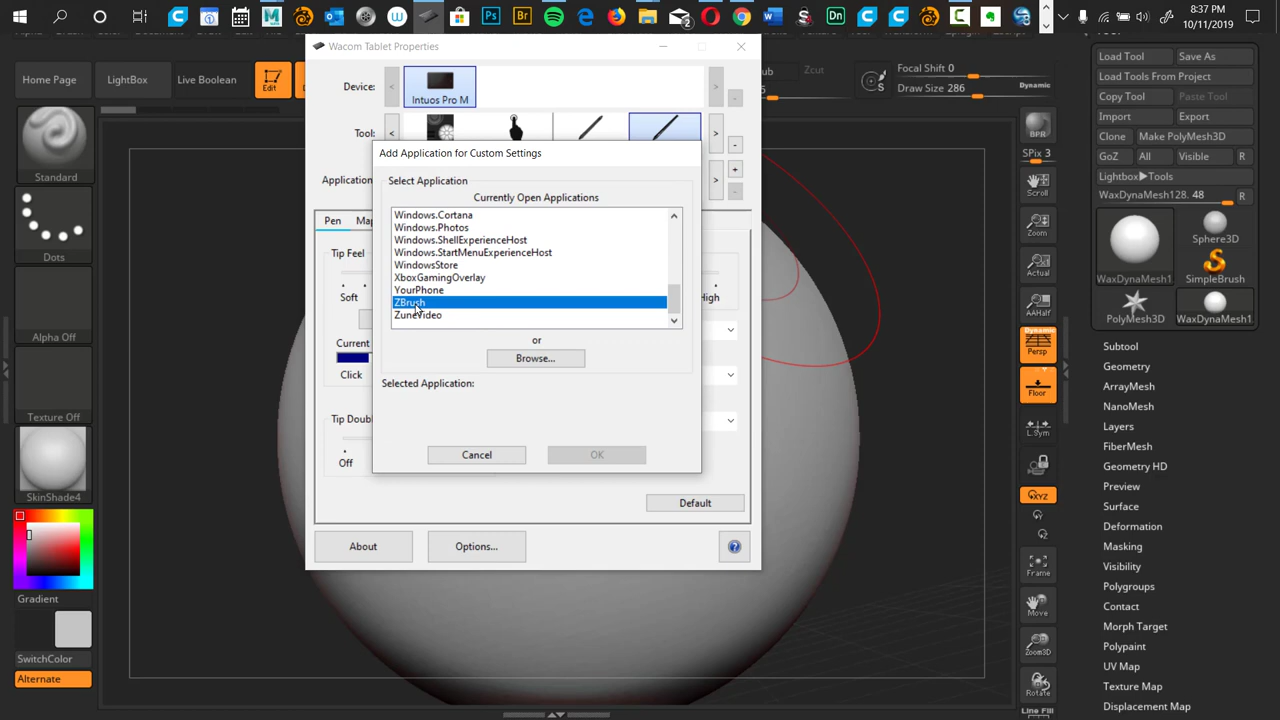 8:37 PM
10/11/2019
2
Wacom Tablet Properties
Device:
Intuos Pro M
Tool:
Add Application for Custom Settings
Application
Select Application
Currently Open Applications
Windows.Cortana
Windows.Photos
Windows.ShellExperienceHost
Windows.StartMenuExperienceHost
WindowsStore
XboxGamingOverlay
YourPhone
ZBrush
ZuneVideo
or
Browse...
Selected Application:
Cancel
OK
Pen
Map
Tip Feel
Soft
High
Current
Click
Tip Doubl
Off
Default
About
Options...
Home Page
LightBox
Live Boolean
Edit
Zcut
Focal Shift 0
Draw Size 286
Dynamic
Standard
Dots
Alpha Off
Texture Off
SkinShade4
Gradient
SwitchColor
Alternate
BPR
SPix 3
Scroll
Zoom
Actual
AAHalf
Dynamic
Persp
Floor
L.Sym
XYZ
Frame
Move
Zoom3D
Rotate
Line Fill
Load Tool
Save As
Load Tools From Project
Copy Tool
Paste Tool
Import
Export
Clone
Make PolyMesh3D
GoZ
All
Visible
R
Lightbox▶Tools
WaxDynaMesh128. 48
R
WaxDynaMesh1
Sphere3D
SimpleBrush
PolyMesh3D
WaxDynaMesh1
Subtool
Geometry
ArrayMesh
NanoMesh
Layers
FiberMesh
Geometry HD
Preview
Surface
Deformation
Masking
Visibility
Polygroups
Contact
Morph Target
Polypaint
UV Map
Texture Map
Displacement Map